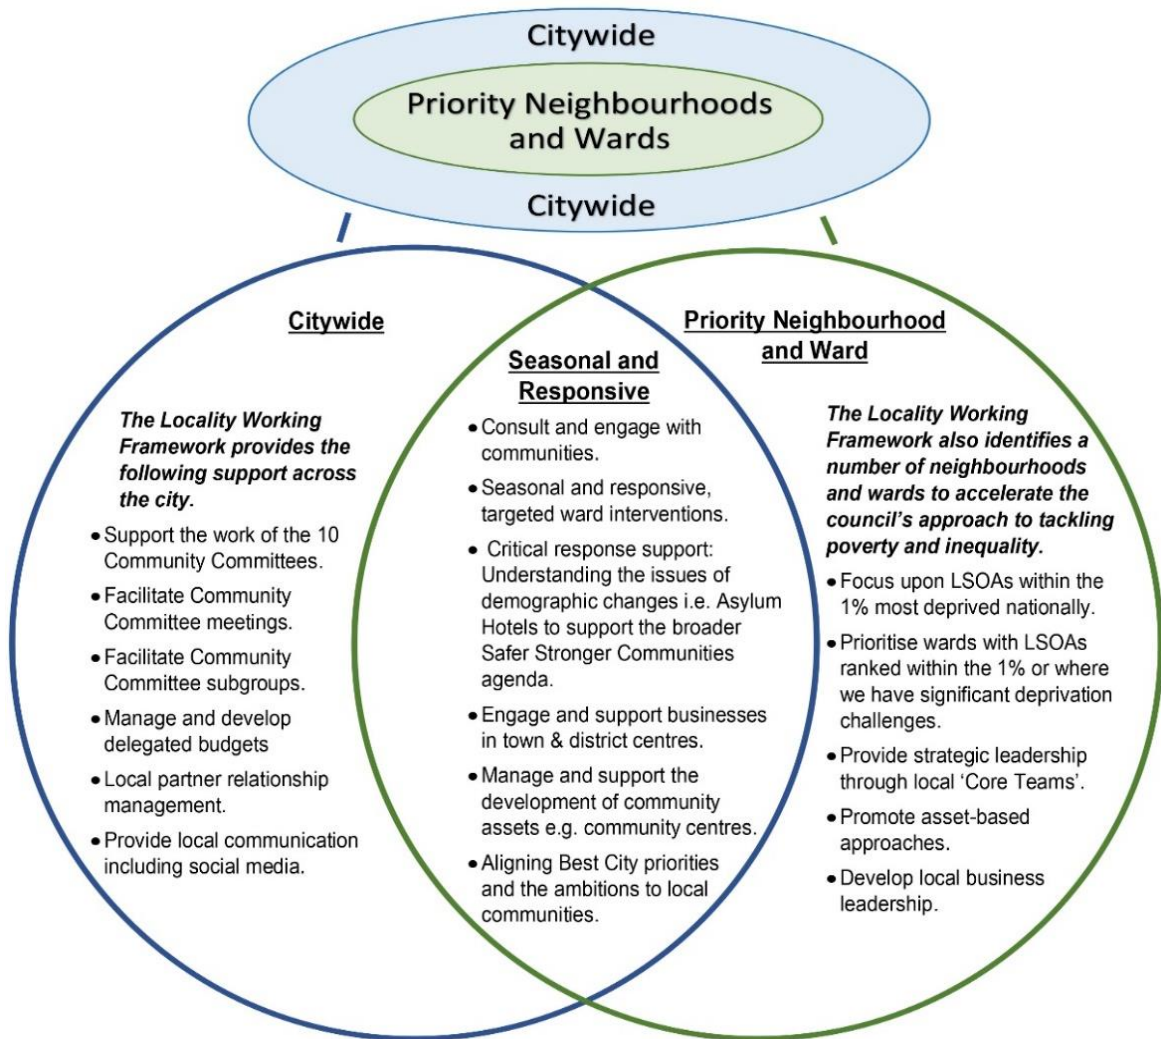 Citywide
Priority Neighbourhoods
and Wards
Citywide
Citywide
The Locality Working
Framework provides the
following support across
the city.
• Support the work of the 10
Community Committees.
• Facilitate Community
Committee meetings.
• Facilitate Community
Committee subgroups.
• Manage and develop
delegated budgets
• Local partner relationship
management.
• Provide local communication
including social media.
Seasonal and
Responsive
• Consult and engage with
communities.
• Seasonal and responsive,
targeted ward interventions.
• Critical response support:
Understanding the issues of
demographic changes i.e. Asylum
Hotels to support the broader
Safer Stronger Communities
agenda.
• Engage and support businesses
in town & district centres.
• Manage and support the
development of community
assets e.g. community centres.
• Aligning Best City priorities
and the ambitions to local
communities.
Priority Neighbourhood
and Ward
The Locality Working
Framework also identifies a
number of neighbourhoods
and wards to accelerate the
council's approach to tackling
poverty and inequality.
• Focus upon LSOAs within the
1% most deprived nationally.
• Prioritise wards with LSOAs
ranked within the 1% or where
we have significant deprivation
challenges.
• Provide strategic leadership
through local 'Core Teams'.
• Promote asset-based
approaches.
• Develop local business
leadership.